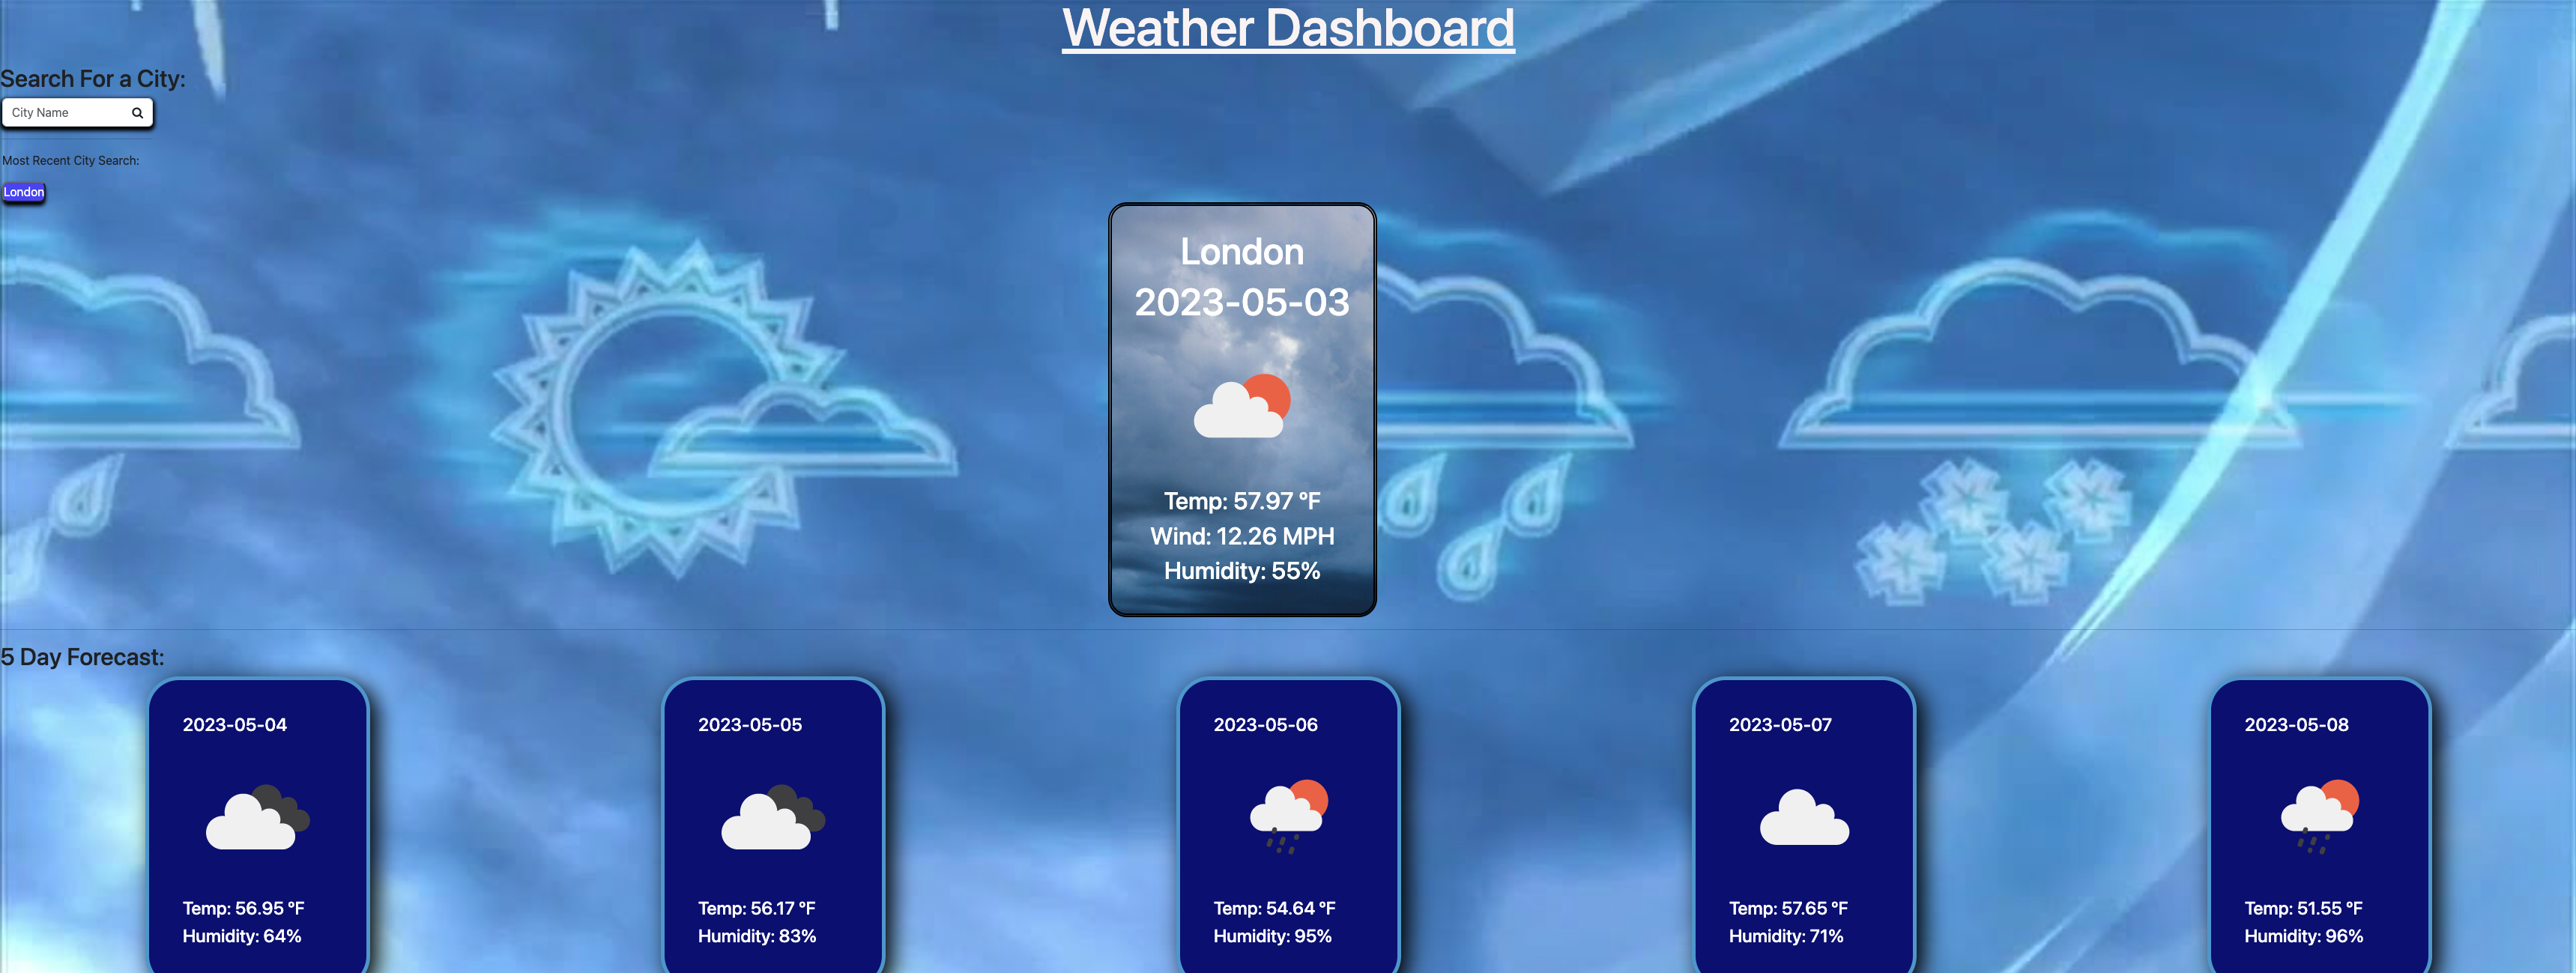 Weather Dashboard
Search For a City:
City Name
Most Recent City Search:
London
London
2023-05-03
Temp: 57.97 °F
Wind: 12.26 MPH
Humidity: 55%
5 Day Forecast:
2023-05-04
Temp: 56.95 °F
Humidity: 64%
2023-05-05
Temp: 56.17 °F
Humidity: 83%
2023-05-06
Temp: 54.64 °F
Humidity: 95%
2023-05-07
Temp: 57.65 °F
Humidity: 71%
2023-05-08
Temp: 51.55 °F
Humidity: 96%